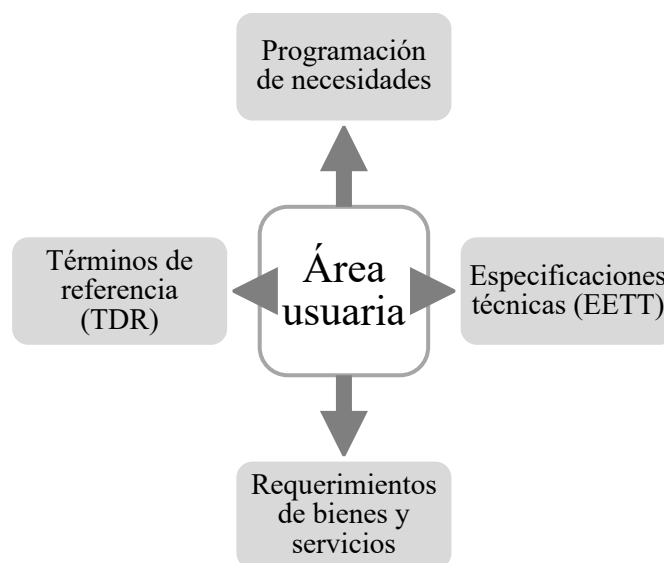 Programación
de necesidades
Términos de
referencia
(TDR)
Área
usuaria
Especificaciones
técnicas (EETT)
Requerimientos
de bienes y
servicios